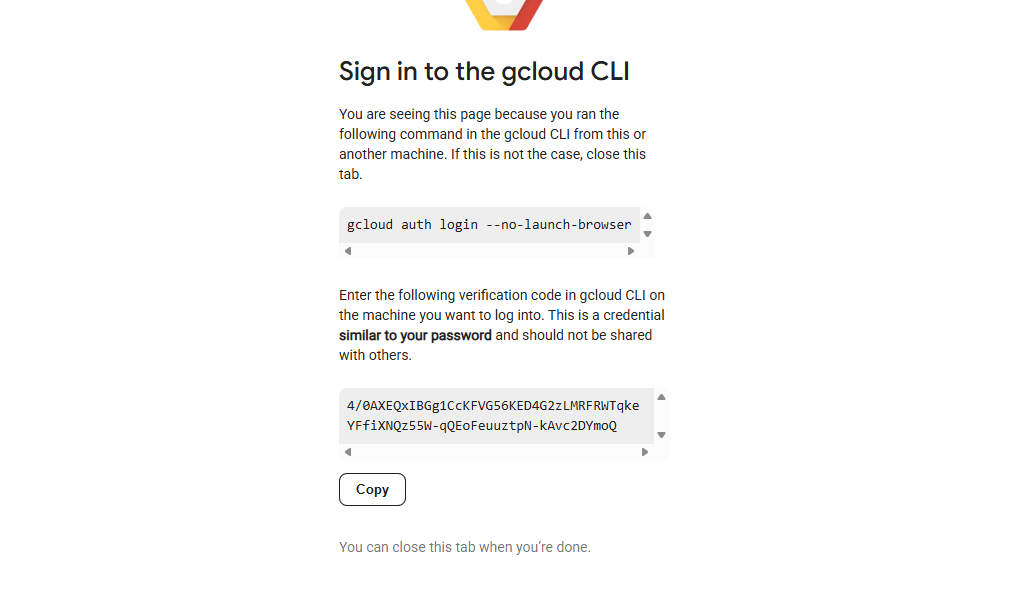 Sign in to the gcloud CLI
You are seeing this page because you ran the
following command in the gcloud CLI from this or
another machine. If this is not the case, close this
tab.
gcloud auth login --no-launch-browser
Enter the following verification code in gcloud CLI on
the machine you want to log into. This is a credential
similar to your password and should not be shared
with others.
4/0AXEQxIBGg1CcKFVG56KED4G2zLMRFRWTqke
YFfiXNQz55W-qQEoFeuuztpN-kAvc2DYmoQ
Copy
You can close this tab when you’re done.